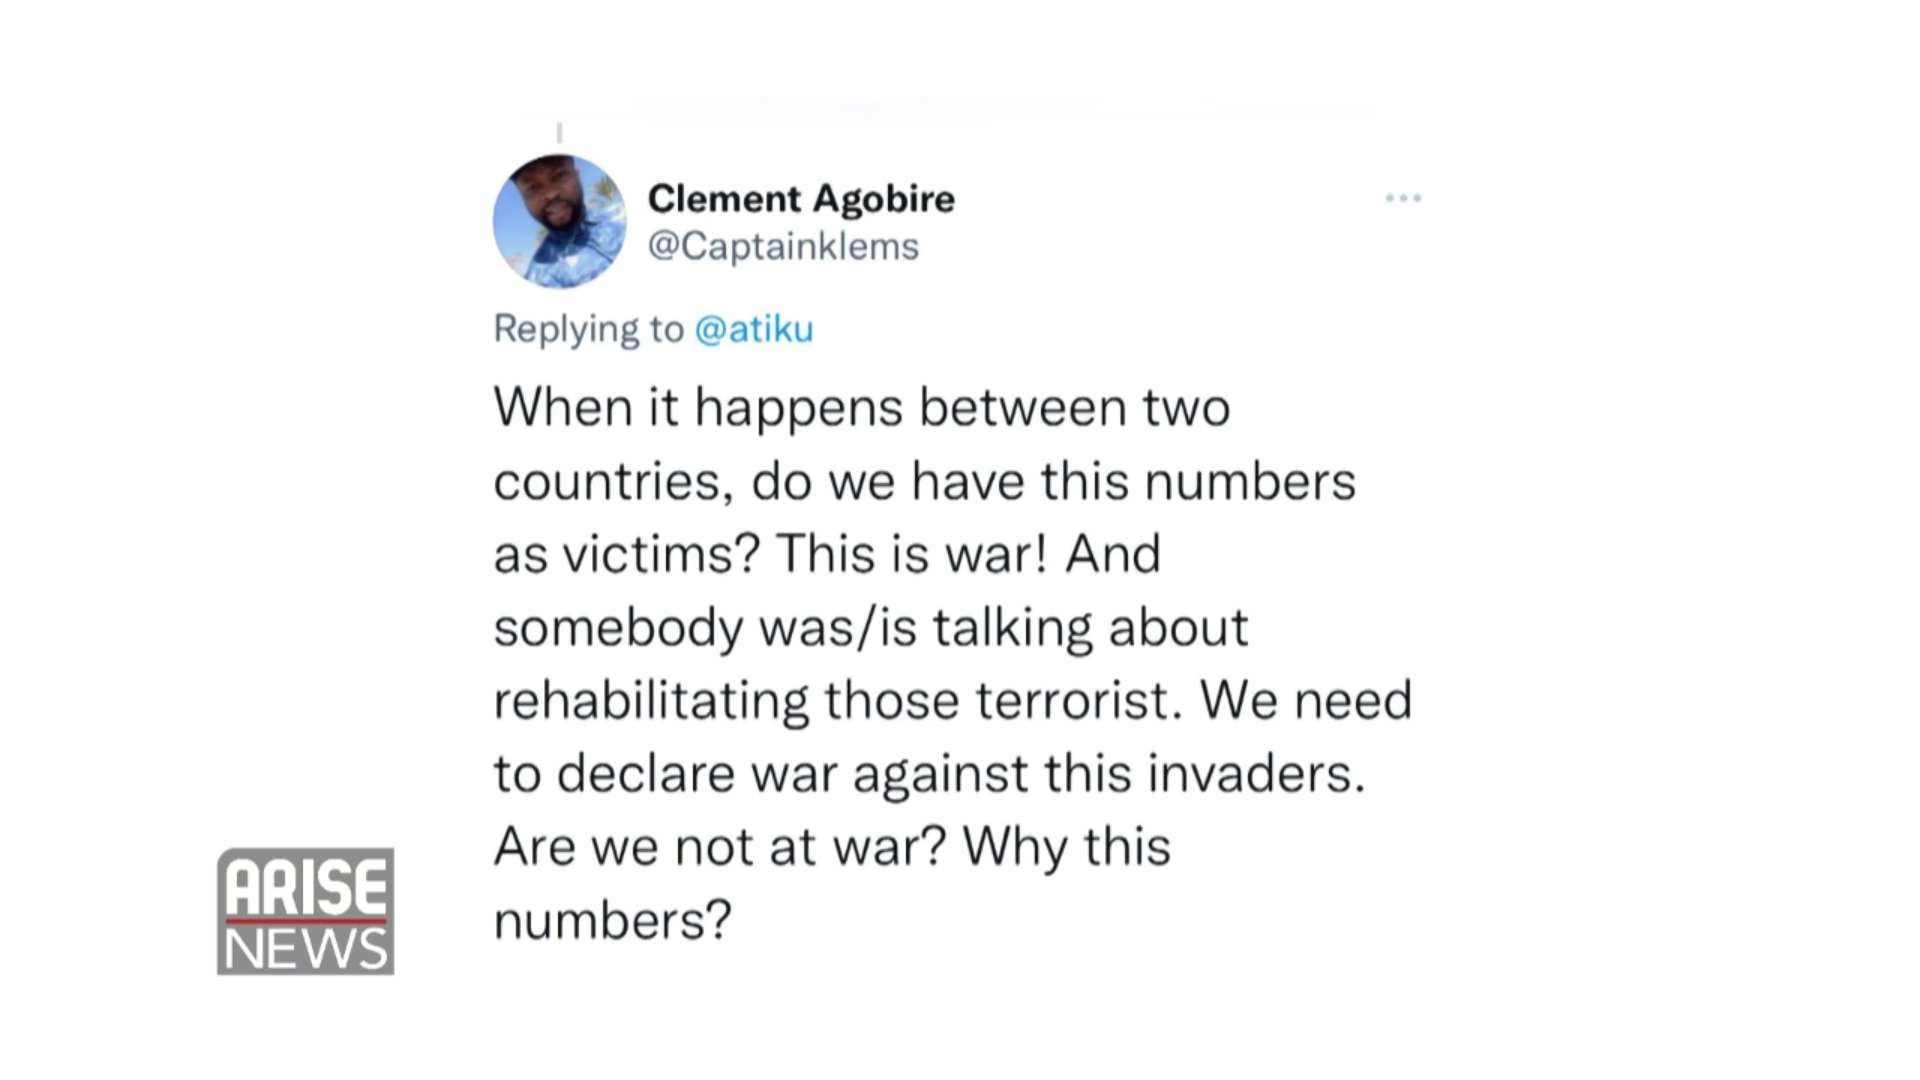 Clement Agobire
@Captainklems
Replying to @atiku
When it happens between two
countries, do we have this numbers
as victims? This is war! And
somebody was/is talking about
rehabilitating those terrorist. We need
to declare war against this invaders.
Are we not at war? Why this
numbers?
ARISE
NEWS